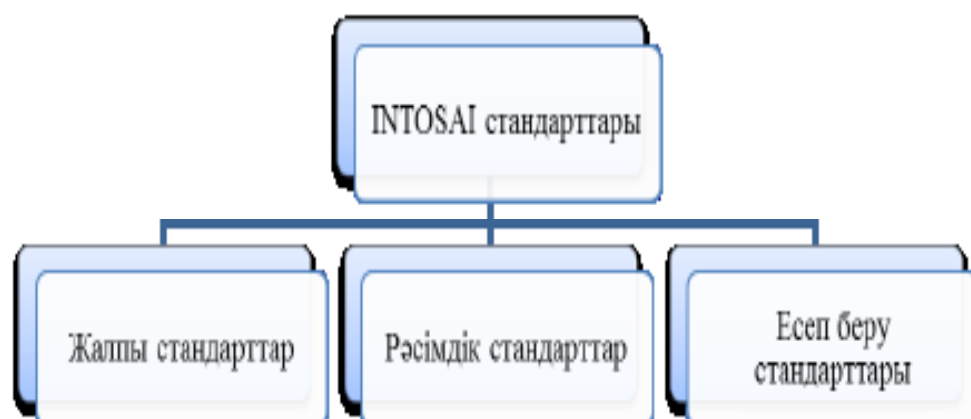 INTOSAI стандарттары
Жалпы стандарттар
Рәсімдік стандарттар
Есеп беру
стандарттары